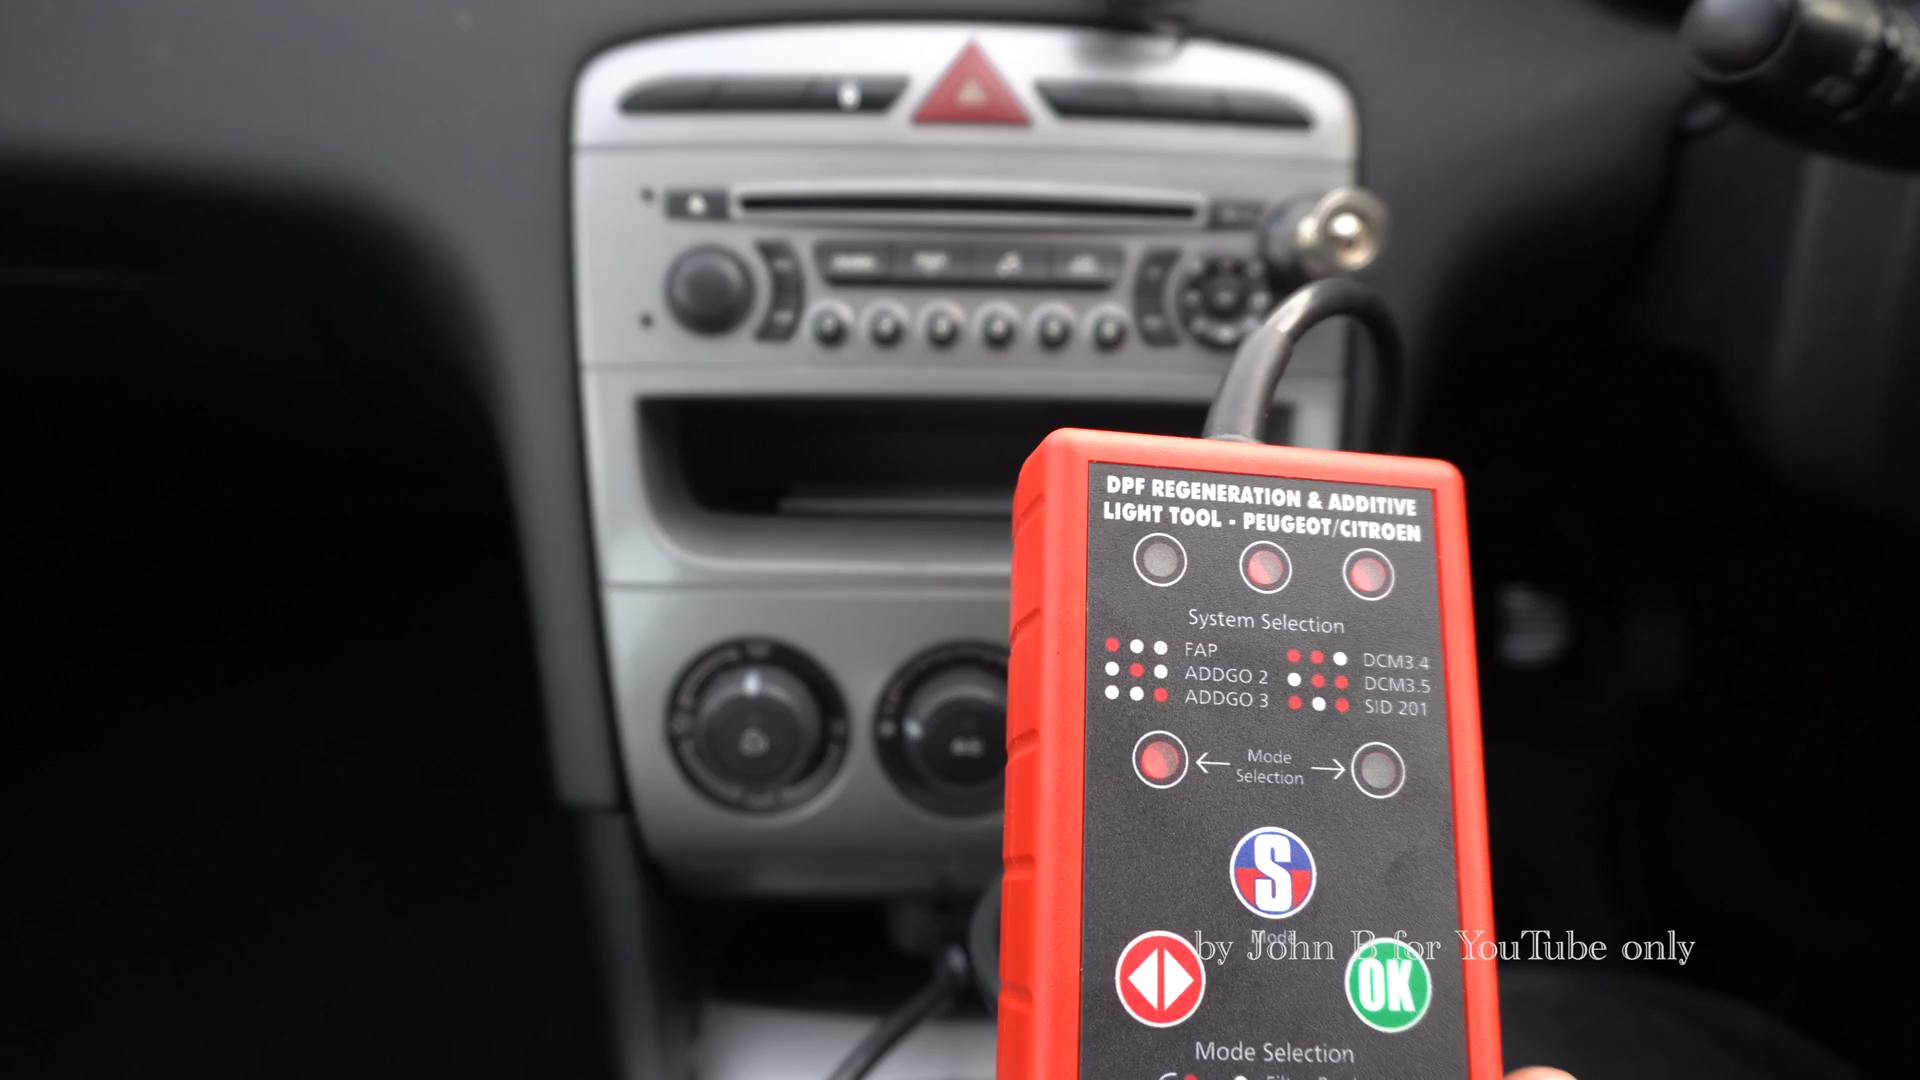 DPF REGENERATION & ADDITIVE
LIGHT TOOL - PEUGEOT/CITROEN
System Selection
FAP
ADDGO 2
ADDGO 3
DCM3.4
DCM3.5
SID 201
Mode
Selection
S
Mode
by John B for YouTube only
OK
Mode Selection